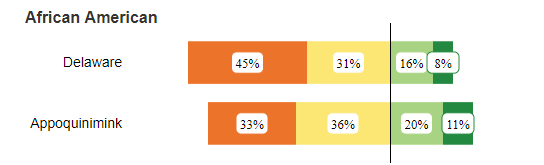 African American
Delaware 45% 31% 16% 8%
Appoquinimink 33% 36% 20% 11%